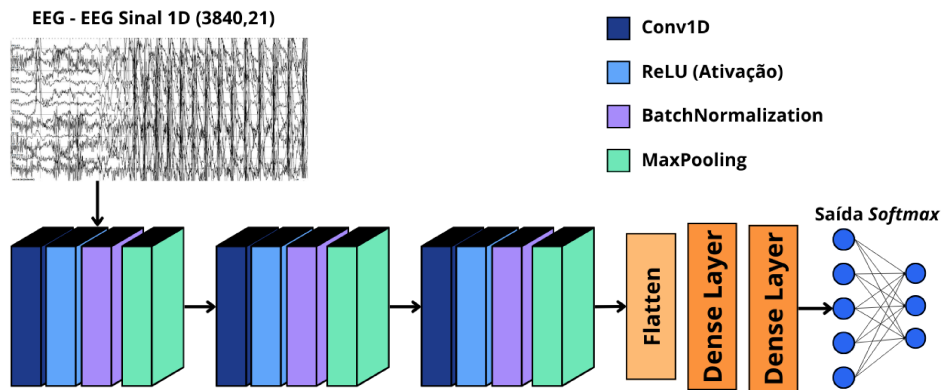 EEG - EEG Sinal 1D (3840,21)
Conv1D
ReLU (Ativação)
BatchNormalization
MaxPooling
Flatten
Dense Layer
Dense Layer
Saída Softmax